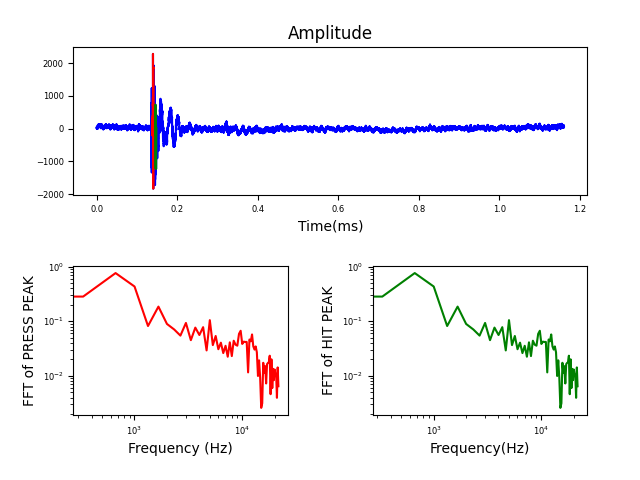 Amplitude
2000
1000
0
−1000
−2000
0.0 0.2 0.4 0.6 0.8 1.0 1.2
Time(ms)
FFT of PRESS PEAK
10⁰
10⁻¹
10⁻²
10³ 10⁴
Frequency (Hz)
FFT of HIT PEAK
10⁰
10⁻¹
10⁻²
10³ 10⁴
Frequency(Hz)